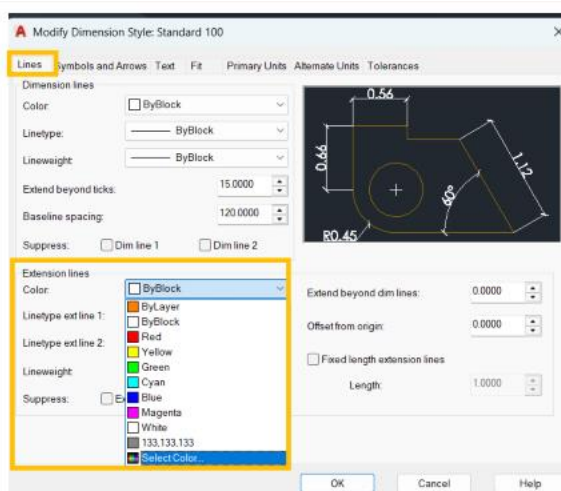 A Modify Dimension Style: Standard 100
Lines Symbols and Arrows Text Fit Primary Units Alternate Units Tolerances
Dimension lines
Color: ByBlock
Linetype: ByBlock
Lineweight: ByBlock
Extend beyond ticks: 15.0000
Baseline spacing: 120.0000
Suppress: Dim line 1 Dim line 2
0.56
0.66
1.12
60°
R0.45
Extension lines
Color: ByBlock
Linetype ext line 1:
Linetype ext line 2:
Lineweight:
Suppress: Ex
ByLayer
ByBlock
Red
Yellow
Green
Cyan
Blue
Magenta
White
133,133,133
Select Color...
Extend beyond dim lines: 0.0000
Offset from origin: 0.0000
Fixed length extension lines
Length: 1.0000
OK Cancel Help